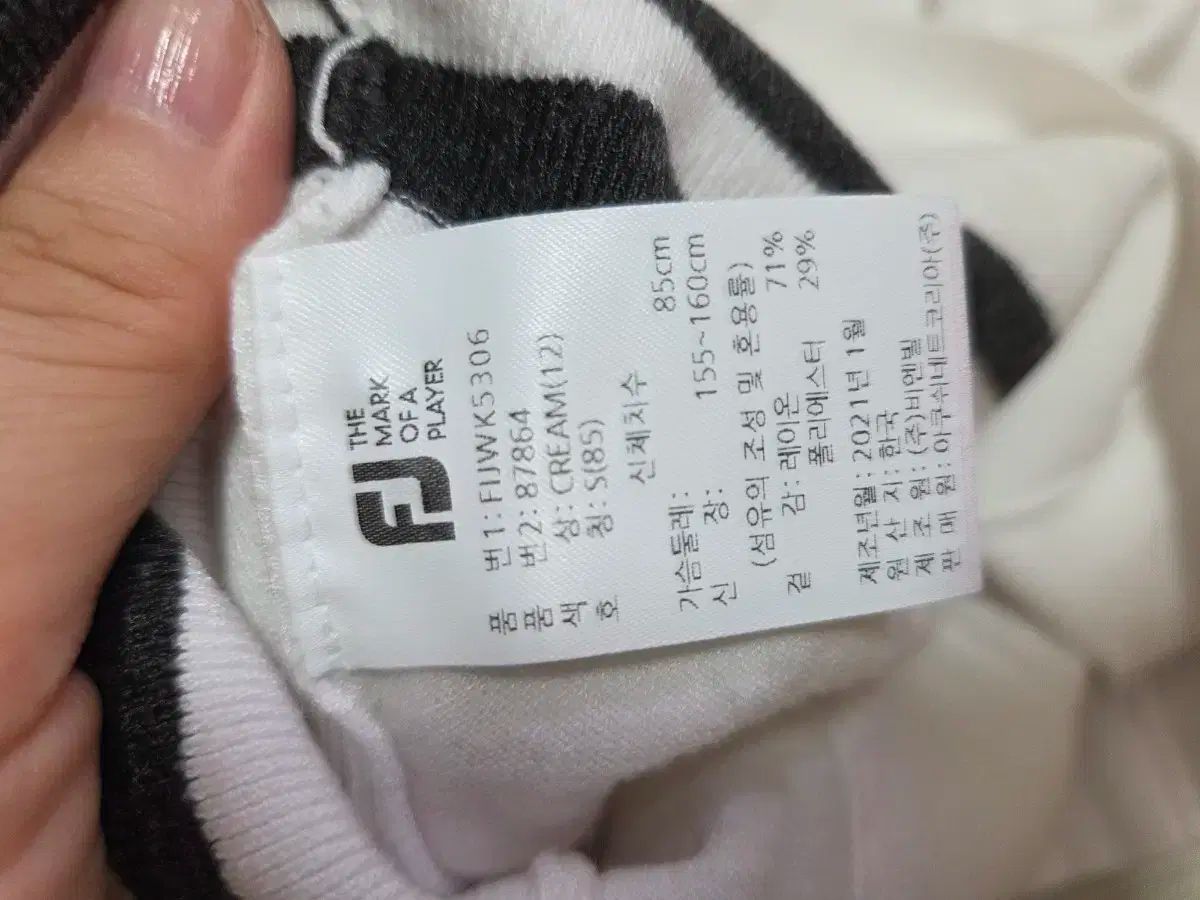 FJ
THE
MARK
OF A
PLAYER
품 번1 : FIJWK5306
품 번2 : 87864
색 상 : CREAM(12)
호 칭 : S(85)
신체치수
가슴둘레 : 85cm
신 장 : 155~160cm
(섬유의 조성 및 혼용률)
겉 감 : 레이온 71%
폴리에스터 29%
제조년월 : 2021년 1월
원 산 지 : 한국
제 조 원 : (주)비엔빌
판 매 원 : 아쿠쉬네트코리아(주)